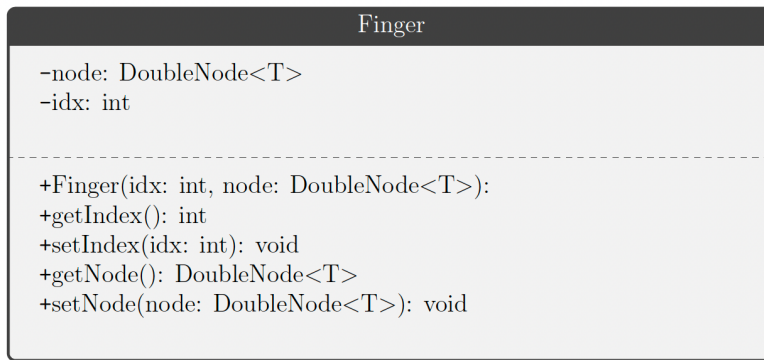 Finger
-node: DoubleNode<T>
-idx: int
+Finger(idx: int, node: DoubleNode<T>):
+getIndex(): int
+setIndex(idx: int): void
+getNode(): DoubleNode<T>
+setNode(node: DoubleNode<T>): void